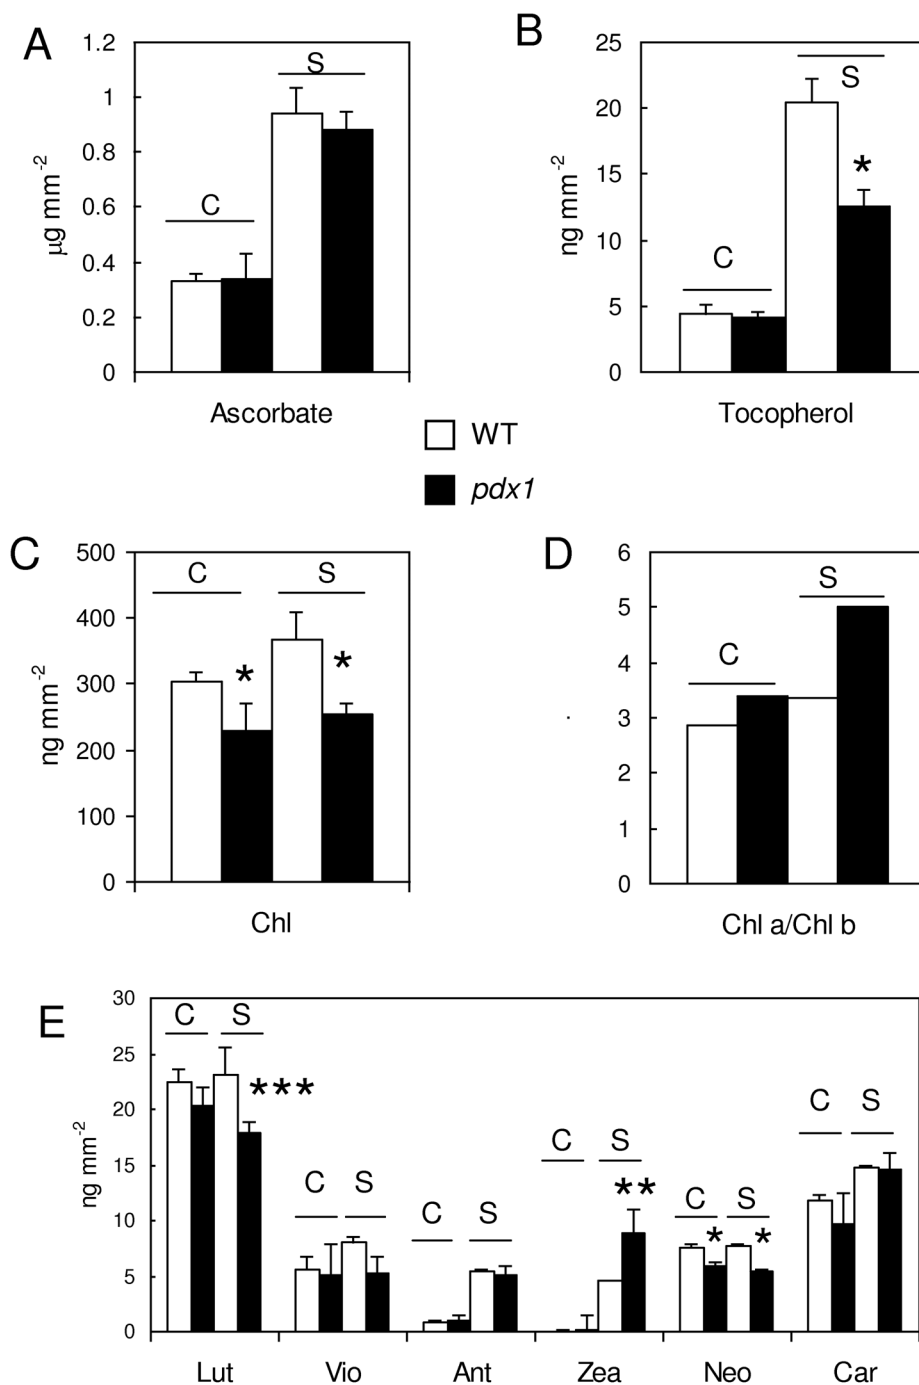 A
1.2
1
0.8
0.6
0.4
0.2
0
µg mm-2
C
S
Ascorbate
B
25
20
15
10
5
0
ng mm-2
C
S
*
Tocopherol
WT
pdx1
C
500
400
300
200
100
0
ng mm-2
C
S
*
*
Chl
D
6
5
4
3
2
1
0
C
S
Chl a/Chl b
E
30
25
20
15
10
5
0
ng mm-2
C S
***
C S
C S
C S
**
C S
* *
C S
Lut Vio Ant Zea Neo Car